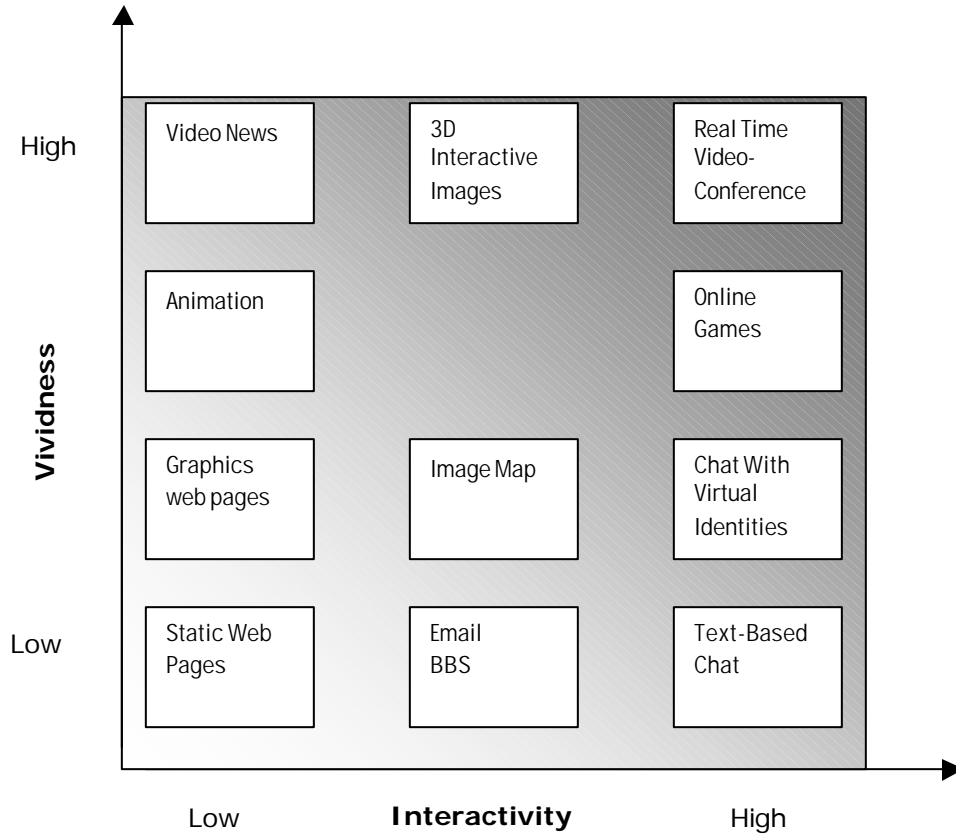 High
Video News
3D
Interactive
Images
Real Time
Video-
Conference
Animation
Online
Games
Vividness
Graphics
web pages
Image Map
Chat With
Virtual
Identities
Low
Static Web
Pages
Email
BBS
Text-Based
Chat
Low
Interactivity
High